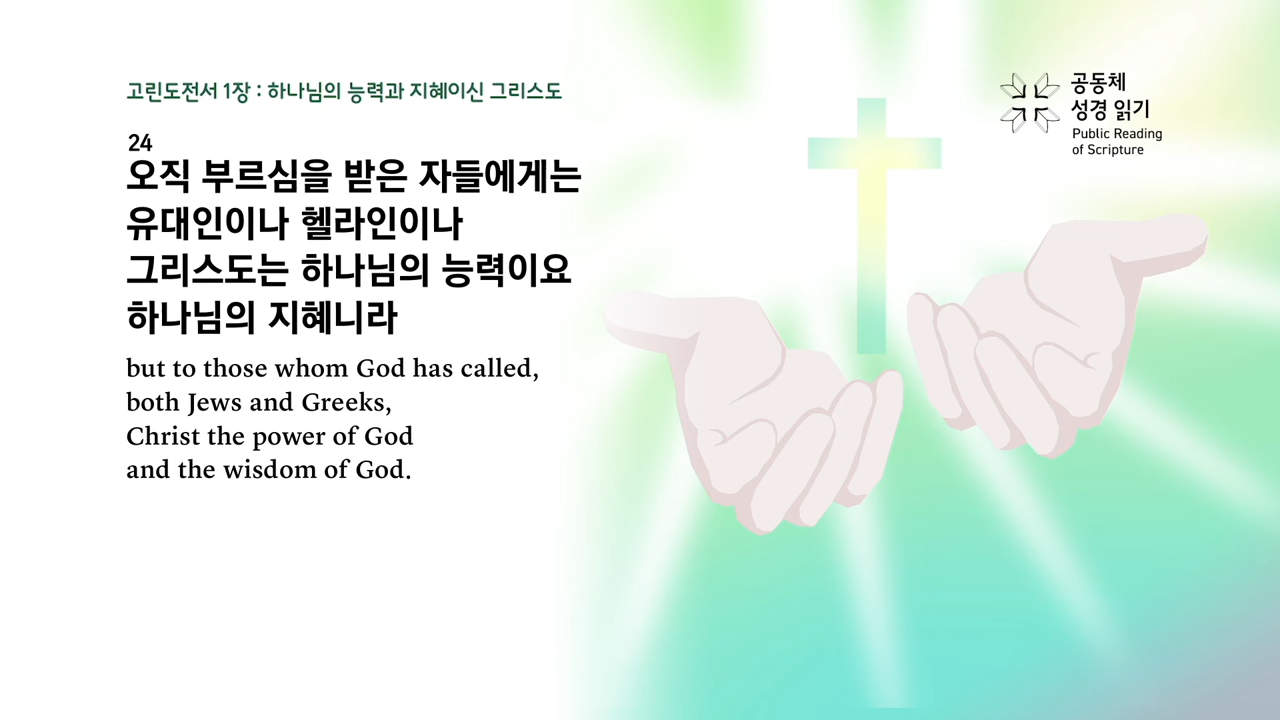 고린도전서 1장 : 하나님의 능력과 지혜이신 그리스도
24
오직 부르심을 받은 자들에게는
유대인이나 헬라인이나
그리스도는 하나님의 능력이요
하나님의 지혜니라
but to those whom God has called,
both Jews and Greeks,
Christ the power of God
and the wisdom of God.
공동체
성경 읽기
Public Reading
of Scripture